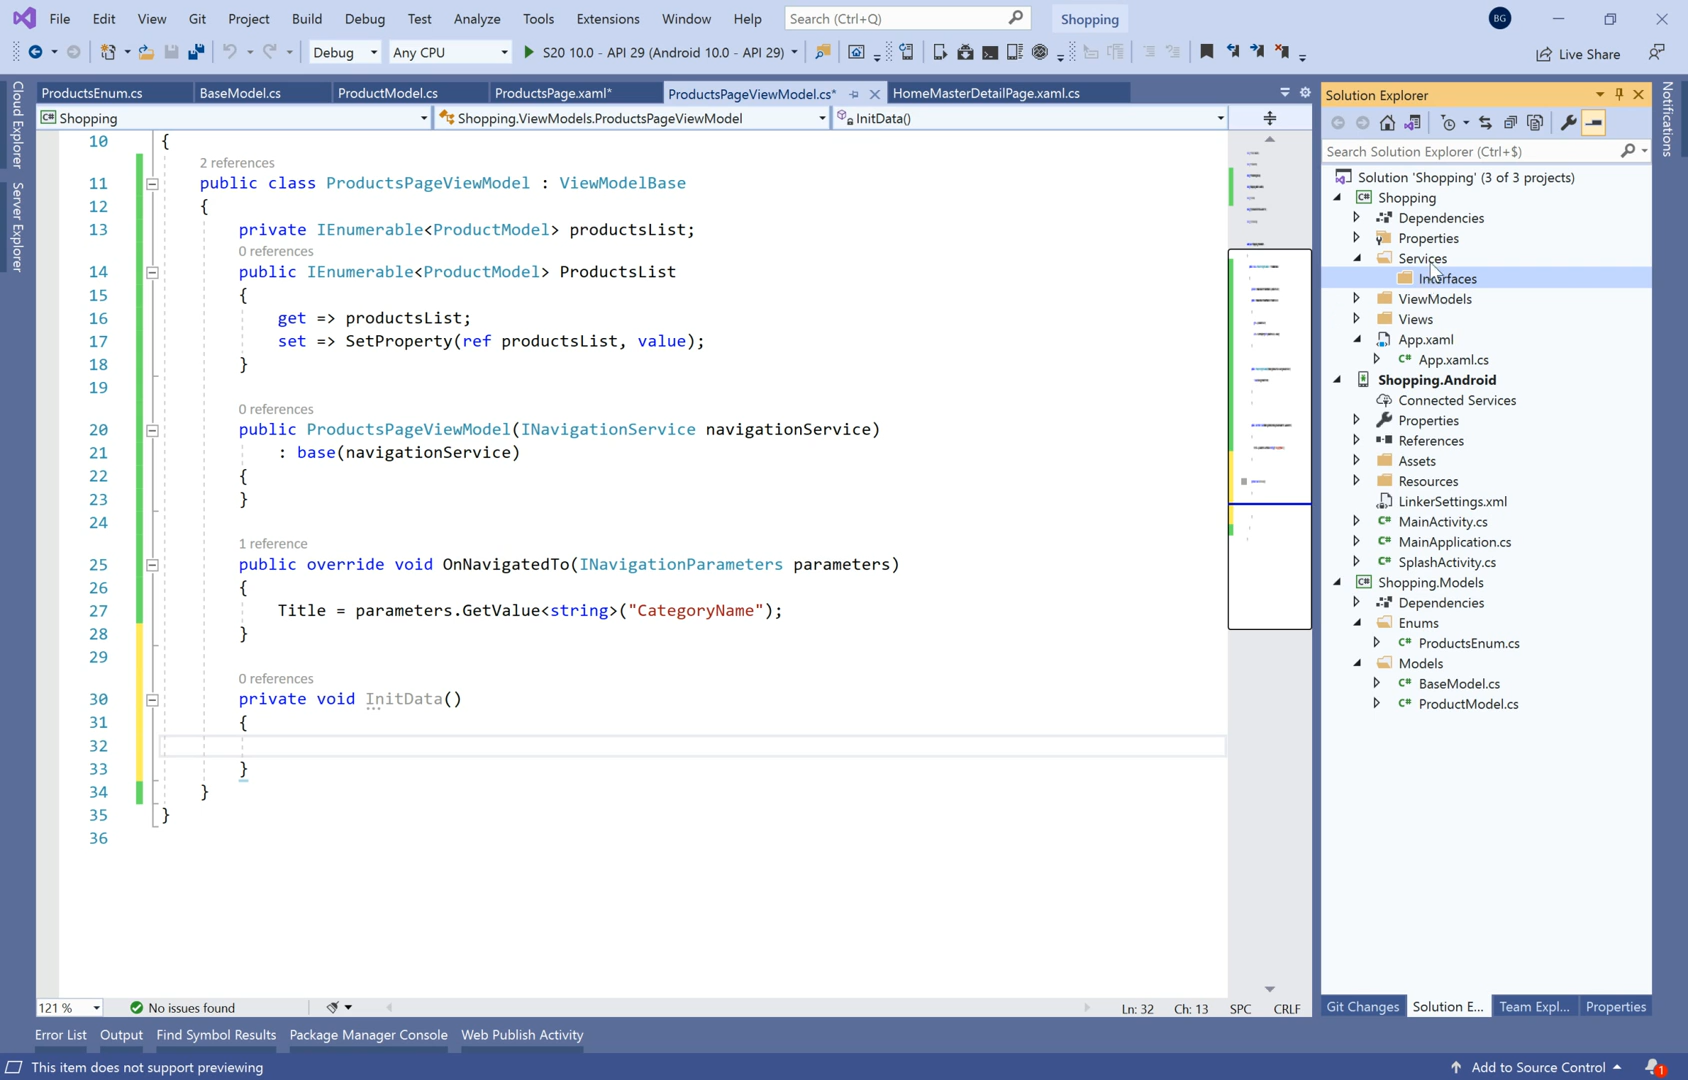 File Edit View Git Project Build Debug Test Analyze Tools Extensions Window Help Search (Ctrl+Q) Shopping BG
Debug Any CPU S20 10.0 - API 29 (Android 10.0 - API 29) Live Share
Cloud Explorer
Server Explorer
ProductsEnum.cs BaseModel.cs ProductModel.cs ProductsPage.xaml* ProductsPageViewModel.cs* HomeMasterDetailPage.xaml.cs
C# Shopping Shopping.ViewModels.ProductsPageViewModel InitData()
10 {
2 references
11 public class ProductsPageViewModel : ViewModelBase
12 {
13 private IEnumerable<ProductModel> productsList;
0 references
14 public IEnumerable<ProductModel> ProductsList
15 {
16 get => productsList;
17 set => SetProperty(ref productsList, value);
18 }
19
0 references
20 public ProductsPageViewModel(INavigationService navigationService)
21 : base(navigationService)
22 {
23 }
24
1 reference
25 public override void OnNavigatedTo(INavigationParameters parameters)
26 {
27 Title = parameters.GetValue<string>("CategoryName");
28 }
29
0 references
30 private void InitData()
31 {
32
33 }
34 }
35 }
36
121 % No issues found Ln: 32 Ch: 13 SPC CRLF
Solution Explorer
Search Solution Explorer (Ctrl+$)
Solution 'Shopping' (3 of 3 projects)
C# Shopping
Dependencies
Properties
Services
Interfaces
ViewModels
Views
App.xaml
C# App.xaml.cs
Shopping.Android
Connected Services
Properties
References
Assets
Resources
LinkerSettings.xml
C# MainActivity.cs
C# MainApplication.cs
C# SplashActivity.cs
C# Shopping.Models
Dependencies
Enums
C# ProductsEnum.cs
Models
C# BaseModel.cs
C# ProductModel.cs
Git Changes Solution E... Team Expl... Properties
Notifications
Error List Output Find Symbol Results Package Manager Console Web Publish Activity
This item does not support previewing Add to Source Control 1